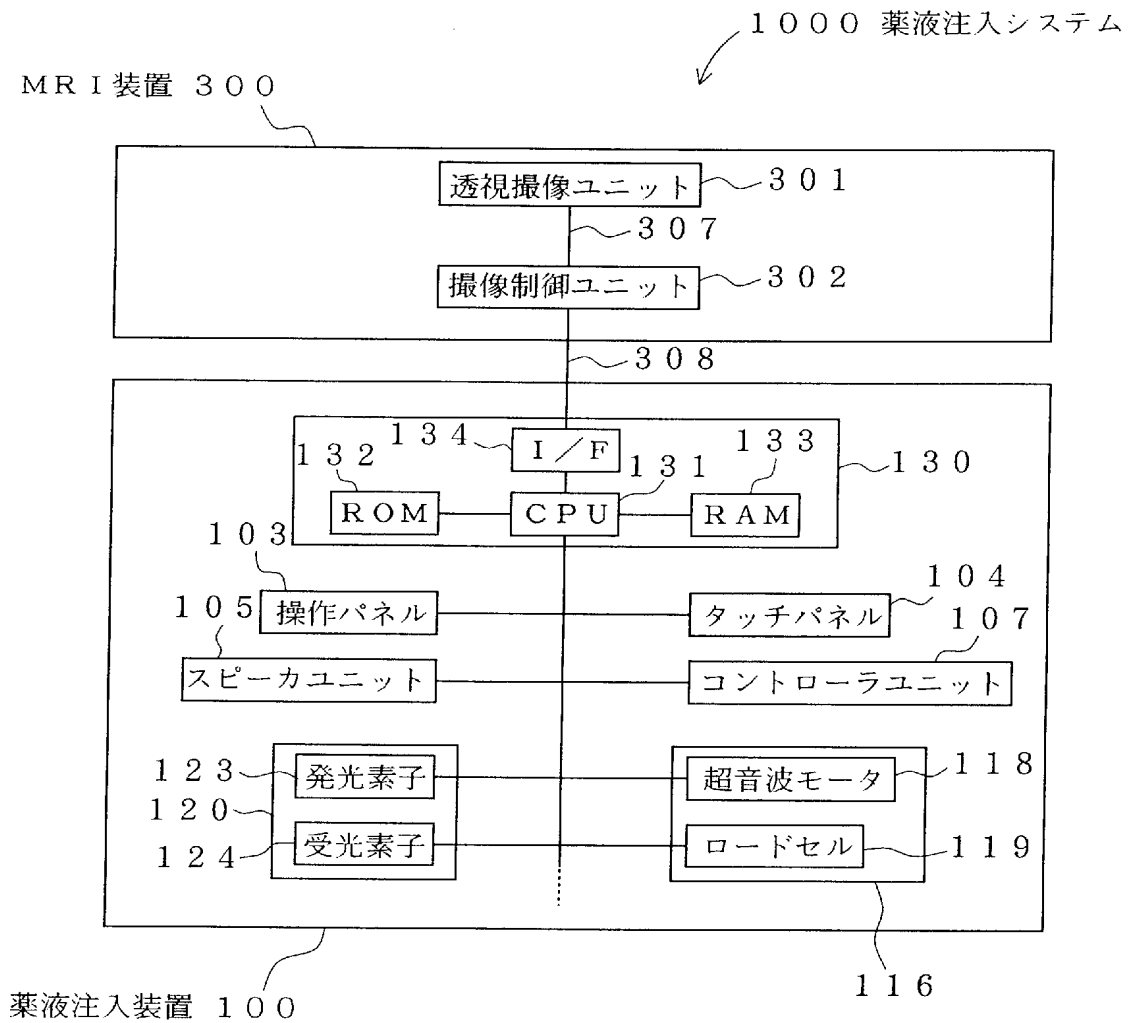 １０００ 薬液注入システム
ＭＲＩ装置 ３００
透視撮像ユニット ３０１
３０７
撮像制御ユニット ３０２
３０８
１３４ Ｉ／Ｆ １３３
１３２ １３１ １３０
ＲＯＭ ＣＰＵ ＲＡＭ
１０３ １０４
操作パネル タッチパネル
１０５ １０７
スピーカユニット コントローラユニット
１２３ 発光素子 超音波モータ １１８
１２０
１２４ 受光素子 ロードセル １１９
１１６
薬液注入装置 １００